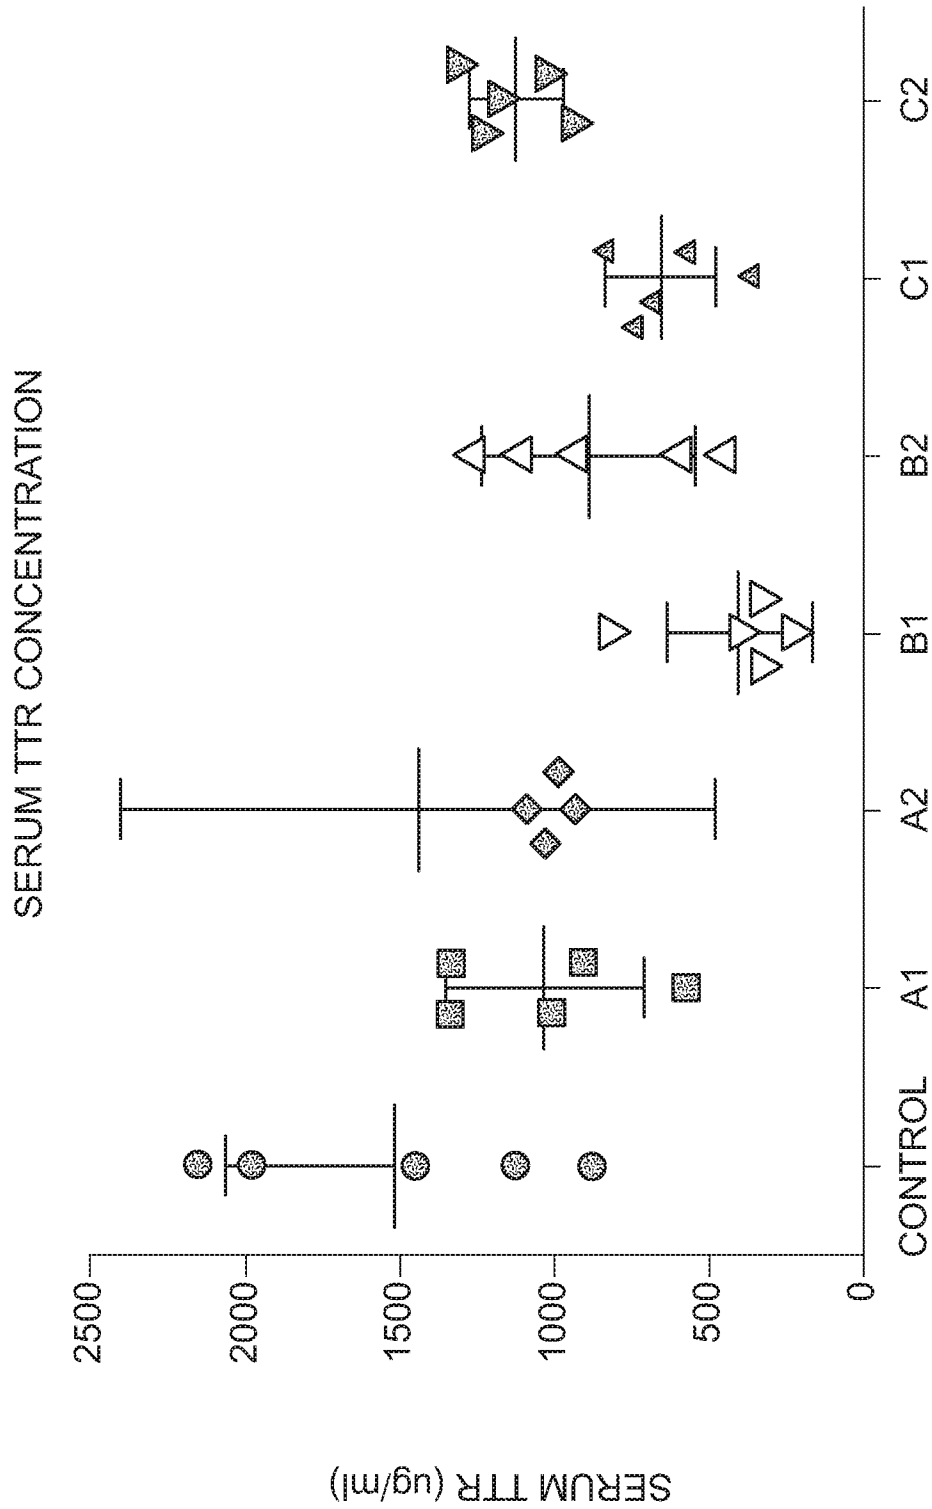 SERUM TTR CONCENTRATION
SERUM TTR (ug/ml)
2500
2000
1500
1000
500
0
CONTROL A1 A2 B1 B2 C1 C2